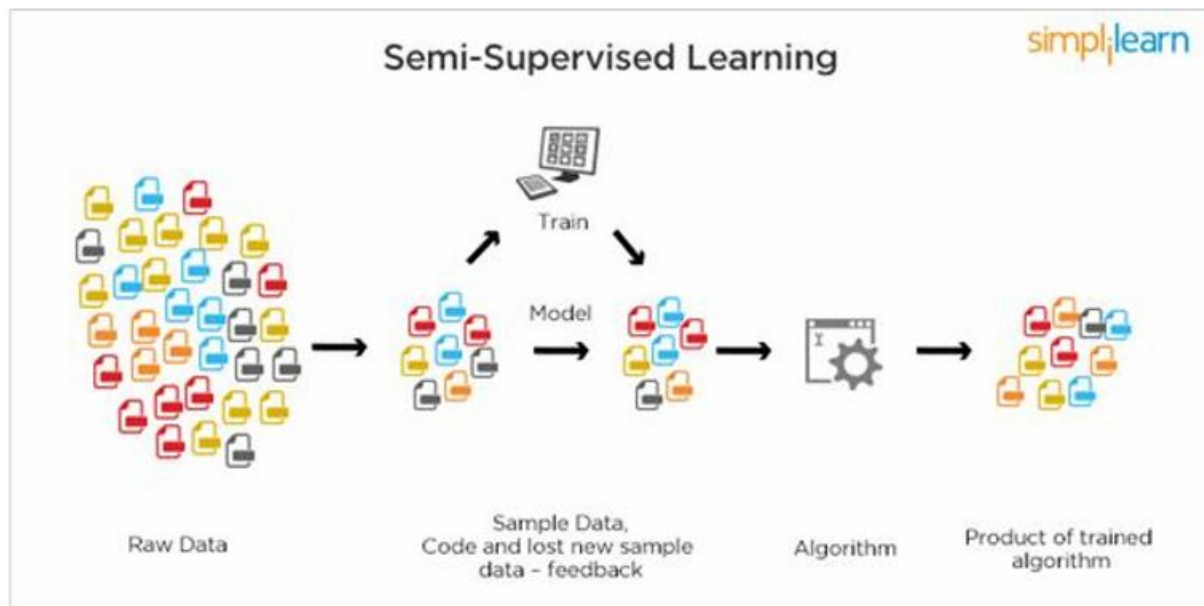 Semi-Supervised Learning
simplilearn
Train
Model
Raw Data
Sample Data,
Code and lost new sample
data – feedback
Algorithm
Product of trained
algorithm